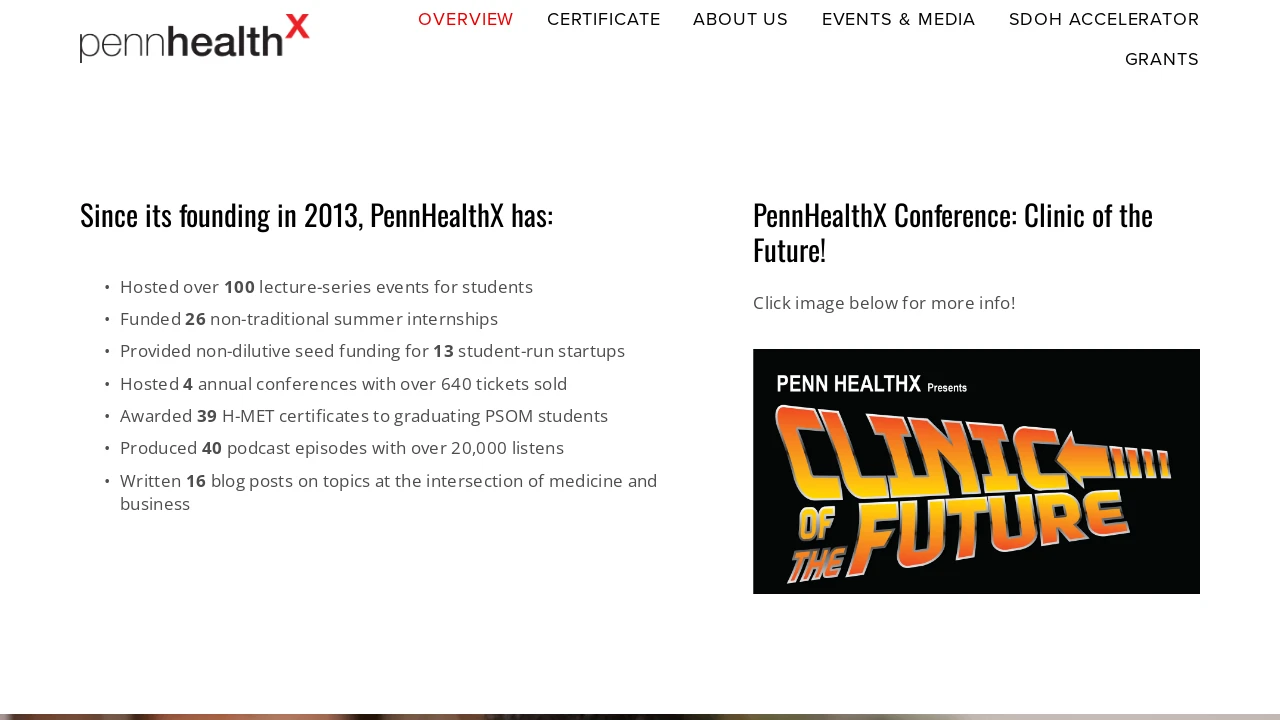 pennhealthX
OVERVIEW
CERTIFICATE
ABOUT US
EVENTS & MEDIA
SDOH ACCELERATOR
GRANTS
Since its founding in 2013, PennHealthX has:
• Hosted over 100 lecture-series events for students
• Funded 26 non-traditional summer internships
• Provided non-dilutive seed funding for 13 student-run startups
• Hosted 4 annual conferences with over 640 tickets sold
• Awarded 39 H-MET certificates to graduating PSOM students
• Produced 40 podcast episodes with over 20,000 listens
• Written 16 blog posts on topics at the intersection of medicine and
business
PennHealthX Conference: Clinic of the
Future!
Click image below for more info!
PENN HEALTHX Presents
CLINIC
OF
THE FUTURE